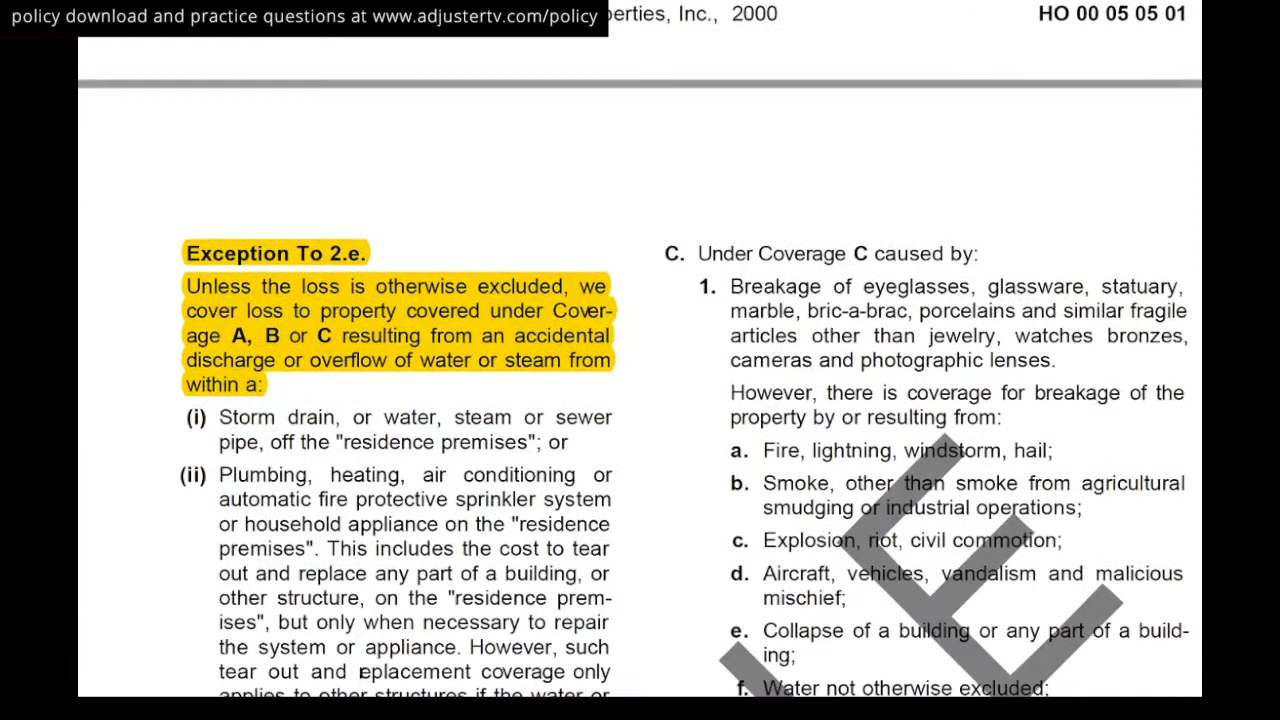 policy download and practice questions at www.adjustertv.com/policy
perties, Inc., 2000
HO 00 05 05 01
Exception To 2.e.
Unless the loss is otherwise excluded, we
cover loss to property covered under Cover-
age A, B or C resulting from an accidental
discharge or overflow of water or steam from
within a:
(i) Storm drain, or water, steam or sewer
pipe, off the "residence premises"; or
(ii) Plumbing, heating, air conditioning or
automatic fire protective sprinkler system
or household appliance on the "residence
premises". This includes the cost to tear
out and replace any part of a building, or
other structure, on the "residence prem-
ises", but only when necessary to repair
the system or appliance. However, such
tear out and replacement coverage only
applies to other structures if the water or
C. Under Coverage C caused by:
1. Breakage of eyeglasses, glassware, statuary,
marble, bric-a-brac, porcelains and similar fragile
articles other than jewelry, watches bronzes,
cameras and photographic lenses.
However, there is coverage for breakage of the
property by or resulting from:
a. Fire, lightning, windstorm, hail;
b. Smoke, other than smoke from agricultural
smudging or industrial operations;
c. Explosion, riot, civil commotion;
d. Aircraft, vehicles, vandalism and malicious
mischief;
e. Collapse of a building or any part of a build-
ing;
f. Water not otherwise excluded;